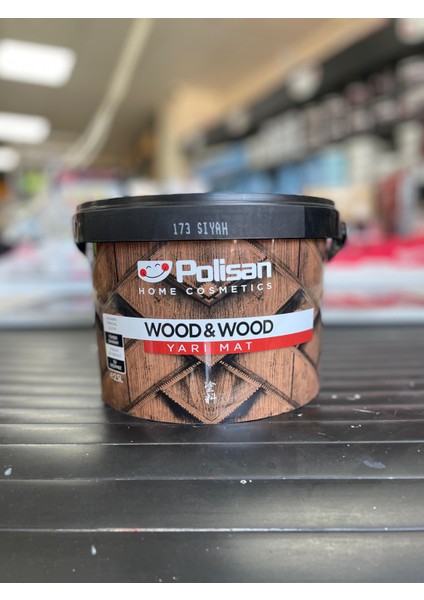 173 SIYAH
Polisan
HOME COSMETICS
WOOD & WOOD
YARI MAT